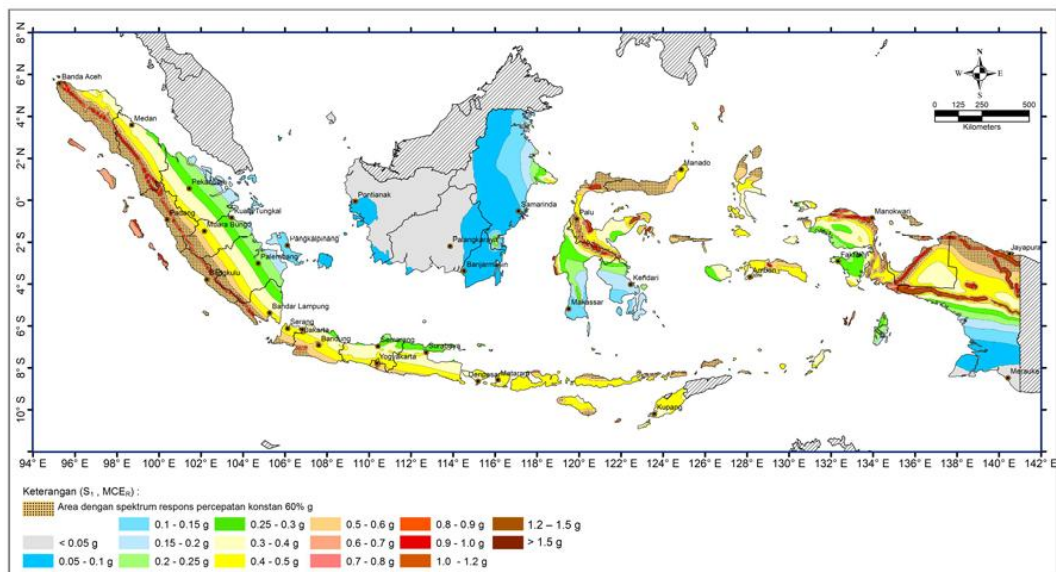 8° N
6° N
4° N
2° N
0°
2° S
4° S
6° S
8° S
10° S
N
W E
S
0 125 250 500
Kilometers
Banda Aceh
Medan
Manado
Pekanbaru
Pontianak
Samarinda
Manokwari
Padang
Kuala Tungkal
Muara Bungo
Palu
Pangkalpinang
Palangkaraya
Jayapura
Palembang
Banjarmasin
Bengkulu
Kendari
Ambon
Fakfak
Makassar
Bandar Lampung
Serang
Jakarta
Bandung
Semarang
Surabaya
Yogyakarta
Denpasar
Mataram
Merauke
Kupang
94° E 96° E 98° E 100° E 102° E 104° E 106° E 108° E 110° E 112° E 114° E 116° E 118° E 120° E 122° E 124° E 126° E 128° E 130° E 132° E 134° E 136° E 138° E 140° E 142° E
Keterangan (S₁ , MCE_R) :
Area dengan spektrum respons percepatan konstan 60% g
0.1 - 0.15 g 0.25 - 0.3 g 0.5 - 0.6 g 0.8 - 0.9 g 1.2 – 1.5 g
< 0.05 g 0.15 - 0.2 g 0.3 - 0.4 g 0.6 - 0.7 g 0.9 - 1.0 g > 1.5 g
0.05 - 0.1 g 0.2 - 0.25 g 0.4 - 0.5 g 0.7 - 0.8 g 1.0 - 1.2 g